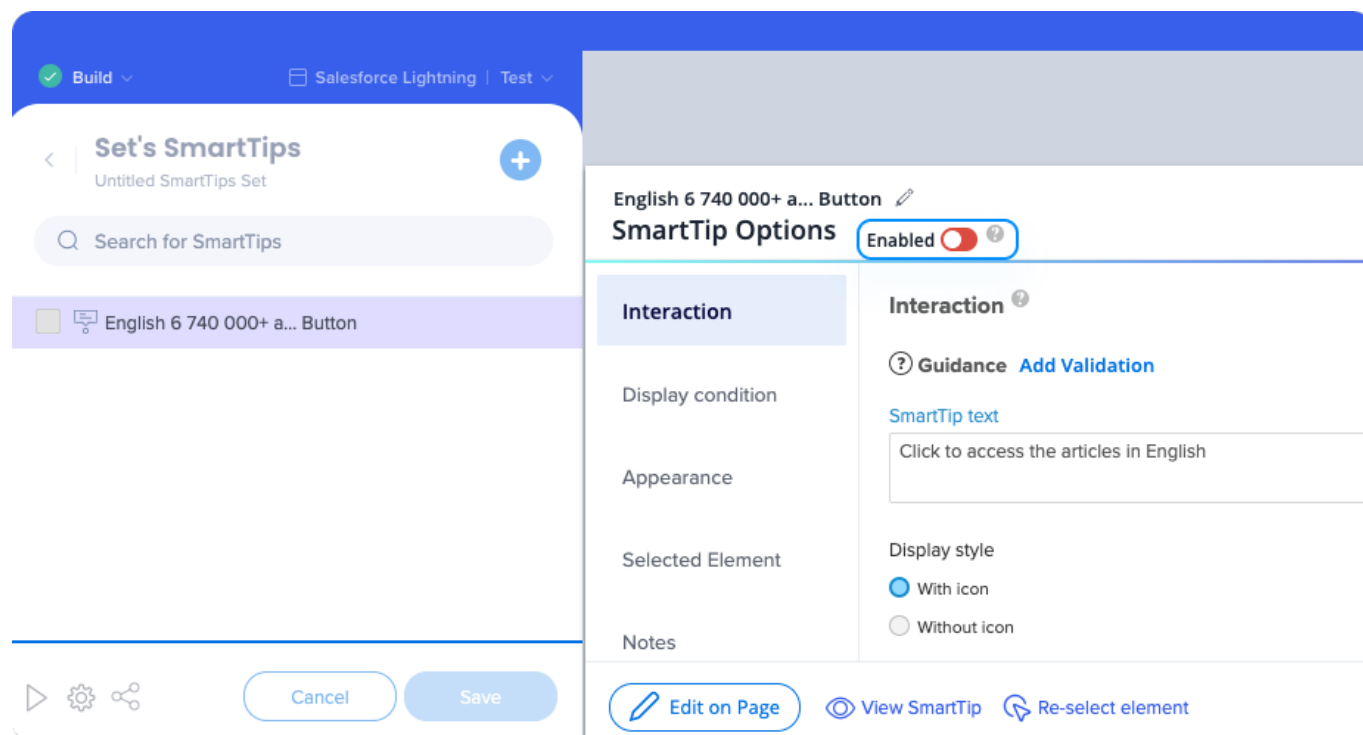 Build
Salesforce Lightning | Test
Set's SmartTips
Untitled SmartTips Set
Search for SmartTips
English 6 740 000+ a... Button
Cancel
Save
English 6 740 000+ a... Button
SmartTip Options
Enabled
Interaction
Display condition
Appearance
Selected Element
Notes
Interaction
Guidance Add Validation
SmartTip text
Click to access the articles in English
Display style
With icon
Without icon
Edit on Page
View SmartTip
Re-select element